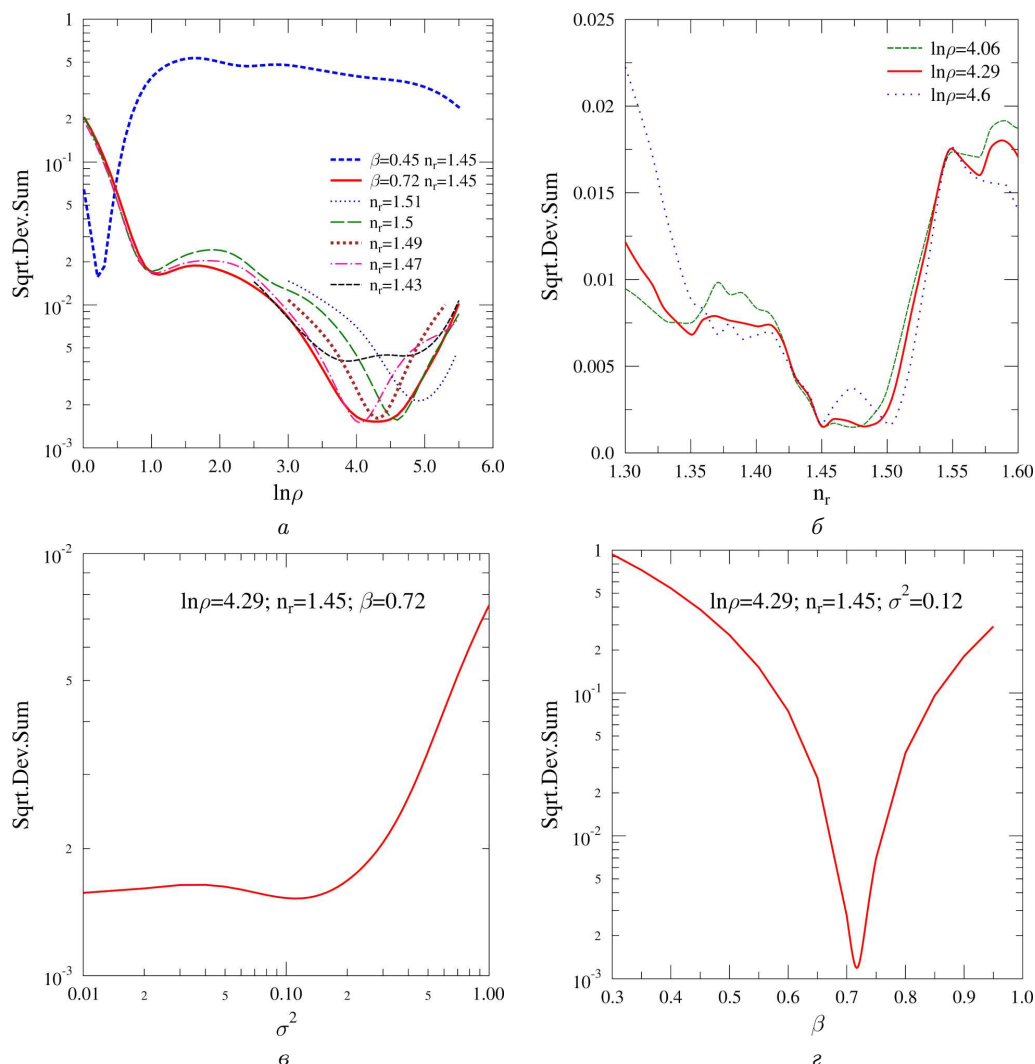 1
5
2
10⁻¹
5
2
10⁻²
5
2
10⁻³
Sqrt.Dev.Sum
β=0.45 n_r=1.45
β=0.72 n_r=1.45
n_r=1.51
n_r=1.5
n_r=1.49
n_r=1.47
n_r=1.43
0.0 1.0 2.0 3.0 4.0 5.0 6.0
lnρ
а
0.025
0.02
0.015
0.01
0.005
0.0
Sqrt.Dev.Sum
lnρ=4.06
lnρ=4.29
lnρ=4.6
1.30 1.35 1.40 1.45 1.50 1.55 1.60
n_r
б
10⁻²
5
2
10⁻³
Sqrt.Dev.Sum
lnρ=4.29; n_r=1.45; β=0.72
0.01 2 5 0.10 2 5 1.00
σ²
в
1
5
2
10⁻¹
5
2
10⁻²
5
2
10⁻³
Sqrt.Dev.Sum
lnρ=4.29; n_r=1.45; σ²=0.12
0.3 0.4 0.5 0.6 0.7 0.8 0.9 1.0
β
г